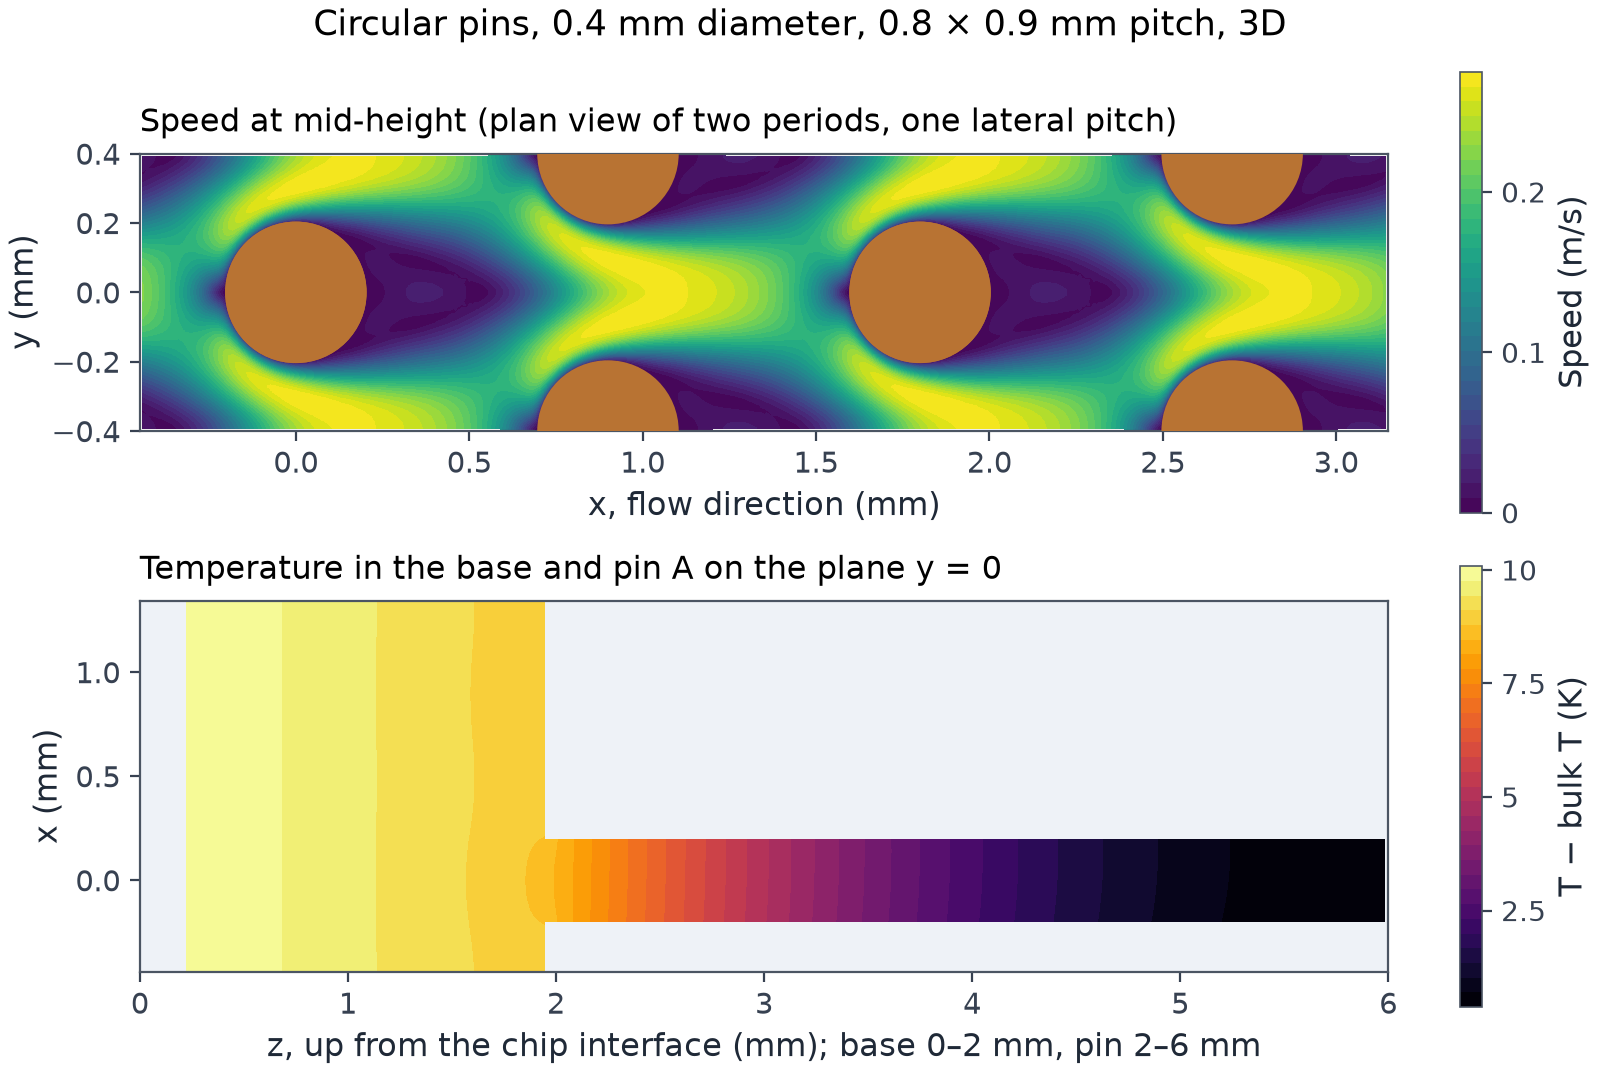 Circular pins, 0.4 mm diameter, 0.8 × 0.9 mm pitch, 3D
Speed at mid-height (plan view of two periods, one lateral pitch)
0.4
0.2
0.0
−0.2
−0.4
y (mm)
0.0 0.5 1.0 1.5 2.0 2.5 3.0
x, flow direction (mm)
0.2
0.1
0
Speed (m/s)
Temperature in the base and pin A on the plane y = 0
1.0
0.5
0.0
x (mm)
0 1 2 3 4 5 6
z, up from the chip interface (mm); base 0–2 mm, pin 2–6 mm
10
7.5
5
2.5
T − bulk T (K)